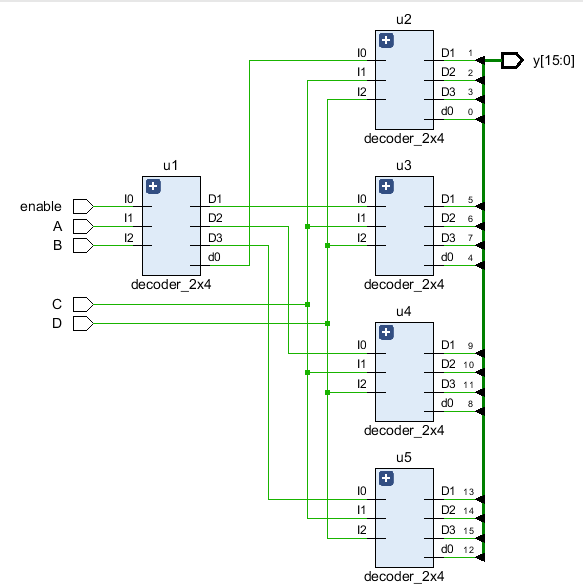 u2
I0 D1 1
I1 D2 2
I2 D3 3
d0 0
decoder_2x4
y[15:0]
u1
enable I0 D1
A I1 D2
B I2 D3
d0
decoder_2x4
C
D
u3
I0 D1 5
I1 D2 6
I2 D3 7
d0 4
decoder_2x4
u4
I0 D1 9
I1 D2 10
I2 D3 11
d0 8
decoder_2x4
u5
I0 D1 13
I1 D2 14
I2 D3 15
d0 12
decoder_2x4